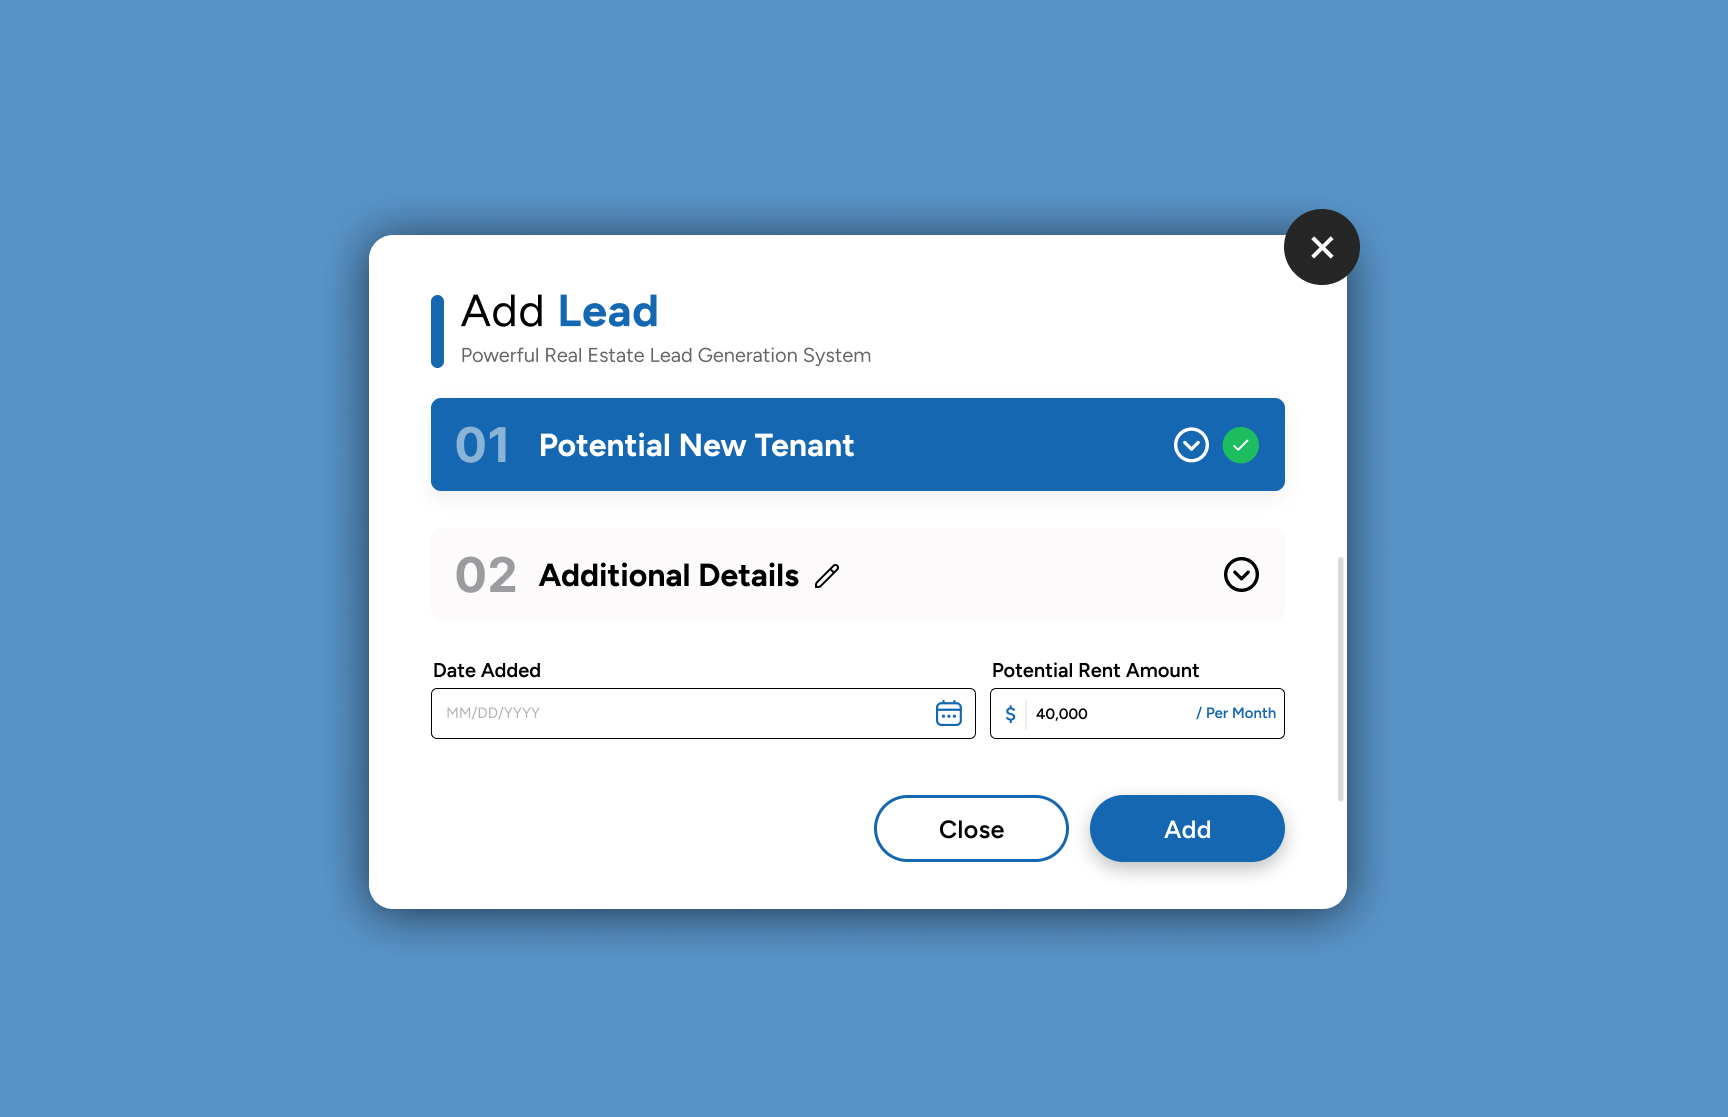 Add Lead
Powerful Real Estate Lead Generation System
01 Potential New Tenant
02 Additional Details
Date Added
MM/DD/YYYY
Potential Rent Amount
$ 40,000 / Per Month
Close
Add